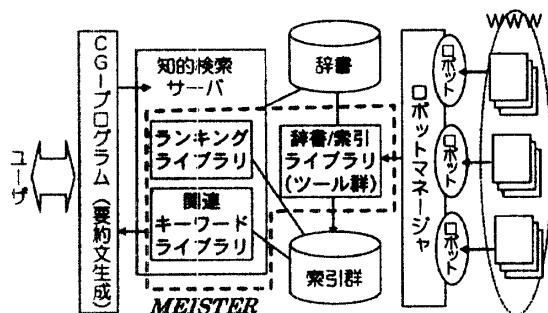 WWW
ユーザ
CGIプログラム(要約文生成)
知的検索
サーバ
ランキング
ライブラリ
関連
キーワード
ライブラリ
MEISTER
辞書
辞書/索引
ライブラリ
(ツール群)
索引群
ロボットマネージャ
ロボット
ロボット
ロボット